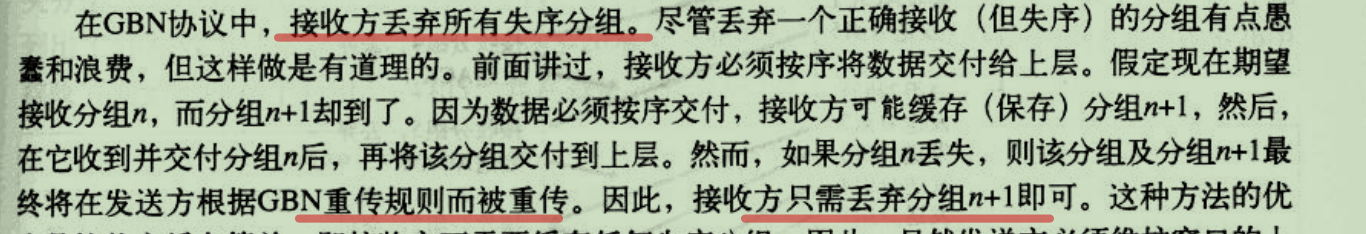 在GBN协议中，接收方丢弃所有失序分组。尽管丢弃一个正确接收（但失序）的分组有点愚
蠢和浪费，但这样做是有道理的。前面讲过，接收方必须按序将数据交付给上层。假定现在期望
接收分组n，而分组n+1却到了。因为数据必须按序交付，接收方可能缓存（保存）分组n+1，然后，
在它收到并交付分组n后，再将该分组交付到上层。然而，如果分组n丢失，则该分组及分组n+1最
终将在发送方根据GBN重传规则而被重传。因此，接收方只需丢弃分组n+1即可。这种方法的优